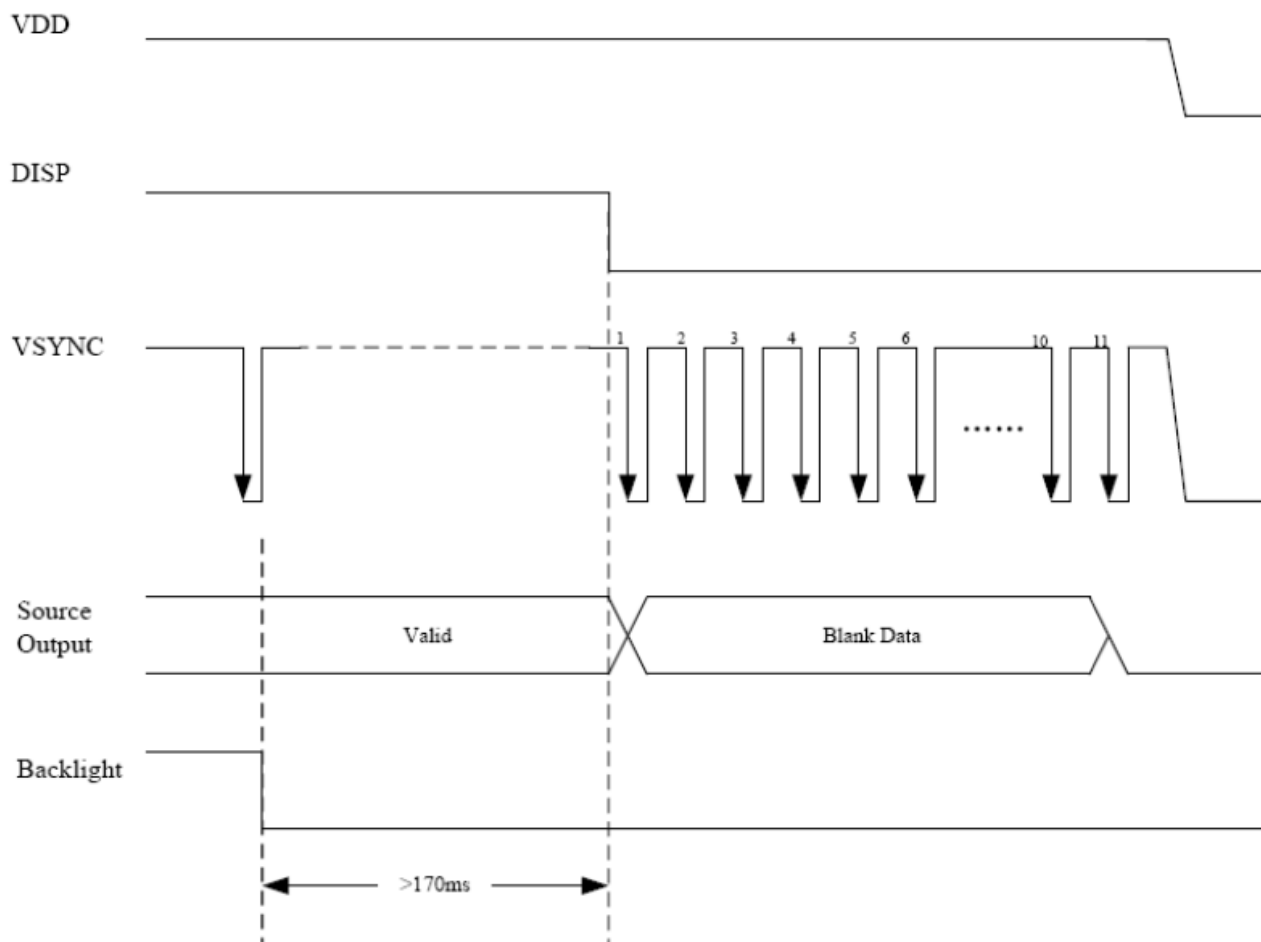 VDD
DISP
VSYNC
1 2 3 4 5 6 10 11
......
Source
Output
Valid
Blank Data
Backlight
>170ms